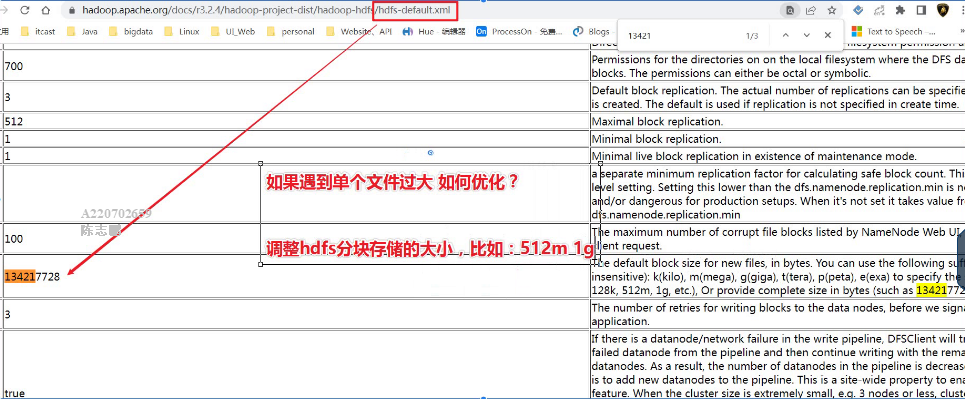 hadoop.apache.org/docs/r3.2.4/hadoop-project-dist/hadoop-hdfs/hdfs-default.xml
itcast Java bigdata Linux UI_Web personal Website、API Hue 编辑器 ProcessOn 免费... Blogs
13421 1/3
Text to Speech -...
700
Permissions for the directories on on the local filesystem where the DFS da
blocks. The permissions can either be octal or symbolic.
3
Default block replication. The actual number of replications can be specifie
is created. The default is used if replication is not specified in create time.
512
Maximal block replication.
1
Minimal block replication.
1
Minimal live block replication in existence of maintenance mode.
如果遇到单个文件过大 如何优化？
a separate minimum replication factor for calculating safe block count. This
level setting. Setting this lower than the dfs.namenode.replication.min is n
and/or dangerous for production setups. When it's not set it takes value fr
dfs.namenode.replication.min
A220702659
陈志
100
调整hdfs分块存储的大小，比如：512m 1g
The maximum number of corrupt file blocks listed by NameNode Web UI,
client request.
134217728
The default block size for new files, in bytes. You can use the following suf
insensitive): k(kilo), m(mega), g(giga), t(tera), p(peta), e(exa) to specify the
128k, 512m, 1g, etc.), Or provide complete size in bytes (such as 1342177
3
The number of retries for writing blocks to the data nodes, before we signa
application.
true
If there is a datanode/network failure in the write pipeline, DFSClient will tr
failed datanode from the pipeline and then continue writing with the rema
datanodes. As a result, the number of datanodes in the pipeline is decrease
is to add new datanodes to the pipeline. This is a site-wide property to ena
feature. When the cluster size is extremely small, e.g. 3 nodes or less, cluste